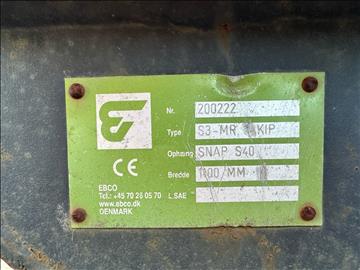 Nr. 200222
Type S3-MR KIP
Ophæng SNAP S40
Bredde 1100/MM
L.SAE
CE
EBCO
Tel.: +45 70 26 05 70
www.ebco.dk
DENMARK